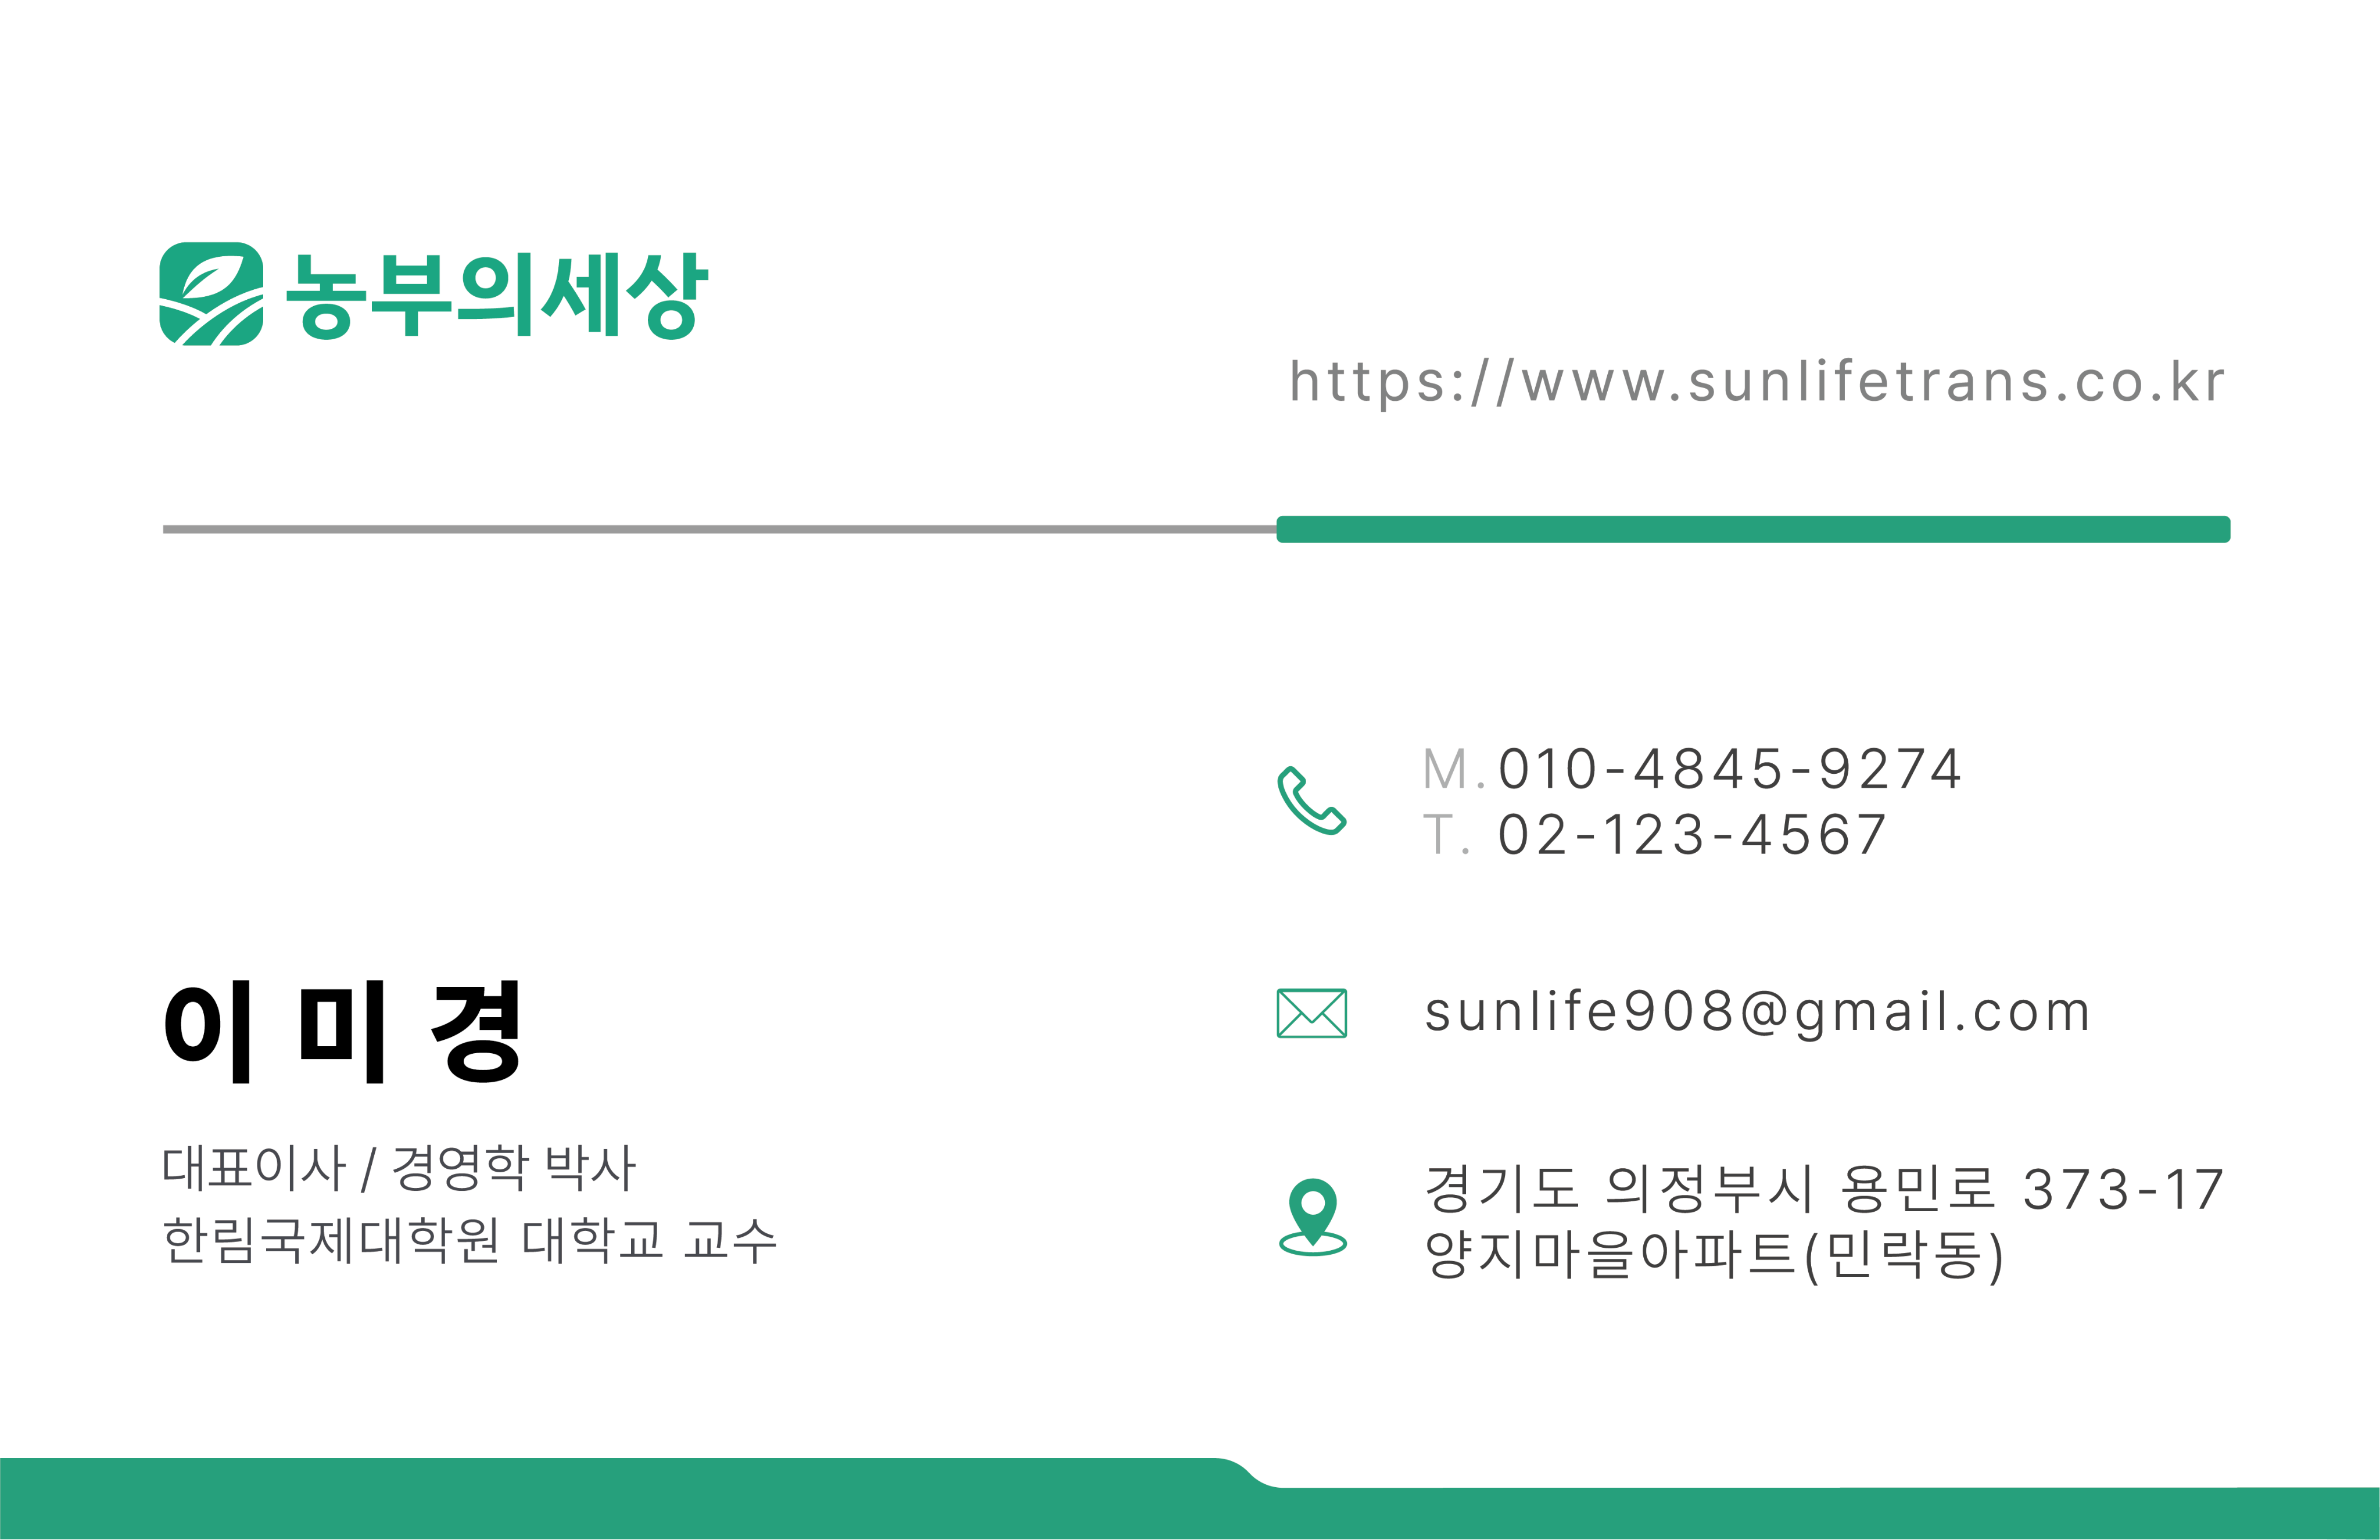 농부의세상
https://www.sunlifetrans.co.kr
M. 010-4845-9274
T. 02-123-4567
이미경
sunlife908@gmail.com
대표이사 / 경영학 박사
한림국제대학원 대학교 교수
경기도 의정부시 용민로 373-17
양지마을아파트(민락동)